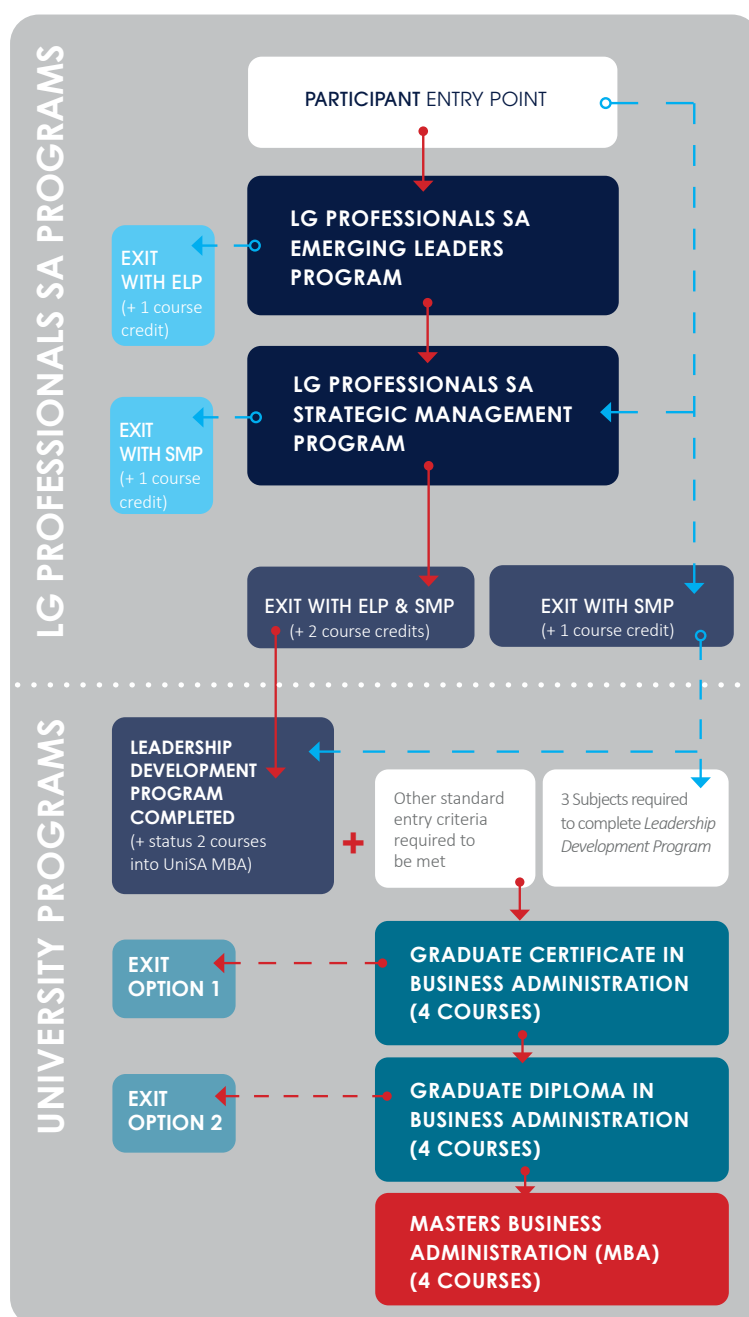 LG PROFESSIONALS SA PROGRAMS
PARTICIPANT ENTRY POINT
LG PROFESSIONALS SA
EMERGING LEADERS
PROGRAM
EXIT
WITH ELP
(+ 1 course
credit)
LG PROFESSIONALS SA
STRATEGIC MANAGEMENT
PROGRAM
EXIT
WITH SMP
(+ 1 course
credit)
EXIT WITH ELP & SMP
(+ 2 course credits)
EXIT WITH SMP
(+ 1 course credit)
UNIVERSITY PROGRAMS
LEADERSHIP
DEVELOPMENT
PROGRAM
COMPLETED
(+ status 2 courses
into UniSA MBA)
+
Other standard
entry criteria
required to
be met
3 Subjects required
to complete Leadership
Development Program
GRADUATE CERTIFICATE IN
BUSINESS ADMINISTRATION
(4 COURSES)
EXIT
OPTION 1
GRADUATE DIPLOMA IN
BUSINESS ADMINISTRATION
(4 COURSES)
EXIT
OPTION 2
MASTERS BUSINESS
ADMINISTRATION (MBA)
(4 COURSES)